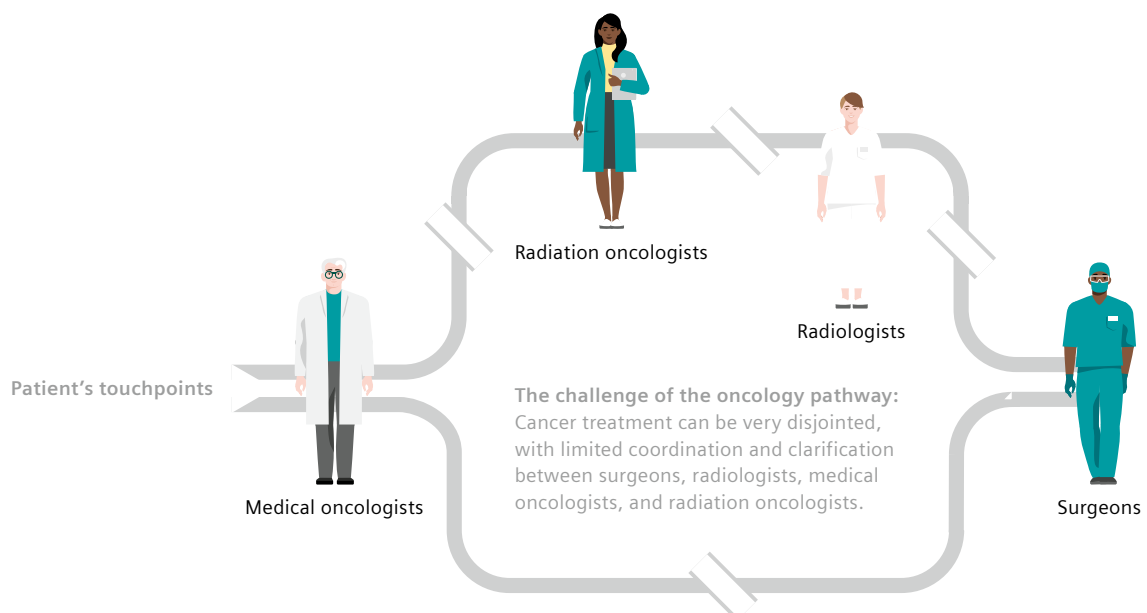 Radiation oncologists
Radiologists
Patient’s touchpoints
The challenge of the oncology pathway:
Cancer treatment can be very disjointed,
with limited coordination and clarification
between surgeons, radiologists, medical
oncologists, and radiation oncologists.
Medical oncologists
Surgeons